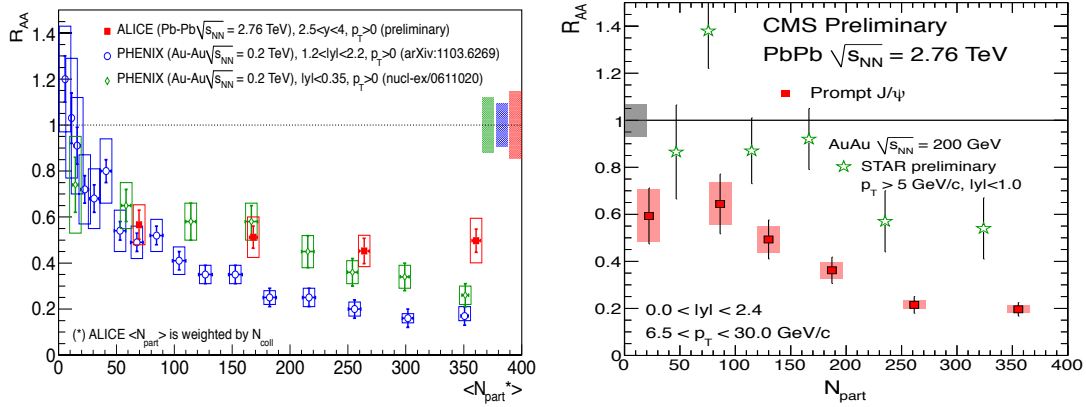 R_AA
1.4
1.2
1
0.8
0.6
0.4
0.2
0
ALICE (Pb-Pb√s_NN = 2.76 TeV), 2.5<y<4, p_T>0 (preliminary)
PHENIX (Au-Au√s_NN = 0.2 TeV), 1.2<|y|<2.2, p_T>0 (arXiv:1103.6269)
PHENIX (Au-Au√s_NN = 0.2 TeV), |y|<0.35, p_T>0 (nucl-ex/0611020)
(*) ALICE <N_part> is weighted by N_coll
0 50 100 150 200 250 300 350 400
<N_part*>
R_AA
1.4
1.2
1.0
0.8
0.6
0.4
0.2
0
CMS Preliminary
PbPb √s_NN = 2.76 TeV
Prompt J/ψ
AuAu √s_NN = 200 GeV
STAR preliminary
p_T > 5 GeV/c, |y|<1.0
0.0 < |y| < 2.4
6.5 < p_T < 30.0 GeV/c
0 50 100 150 200 250 300 350 400
N_part